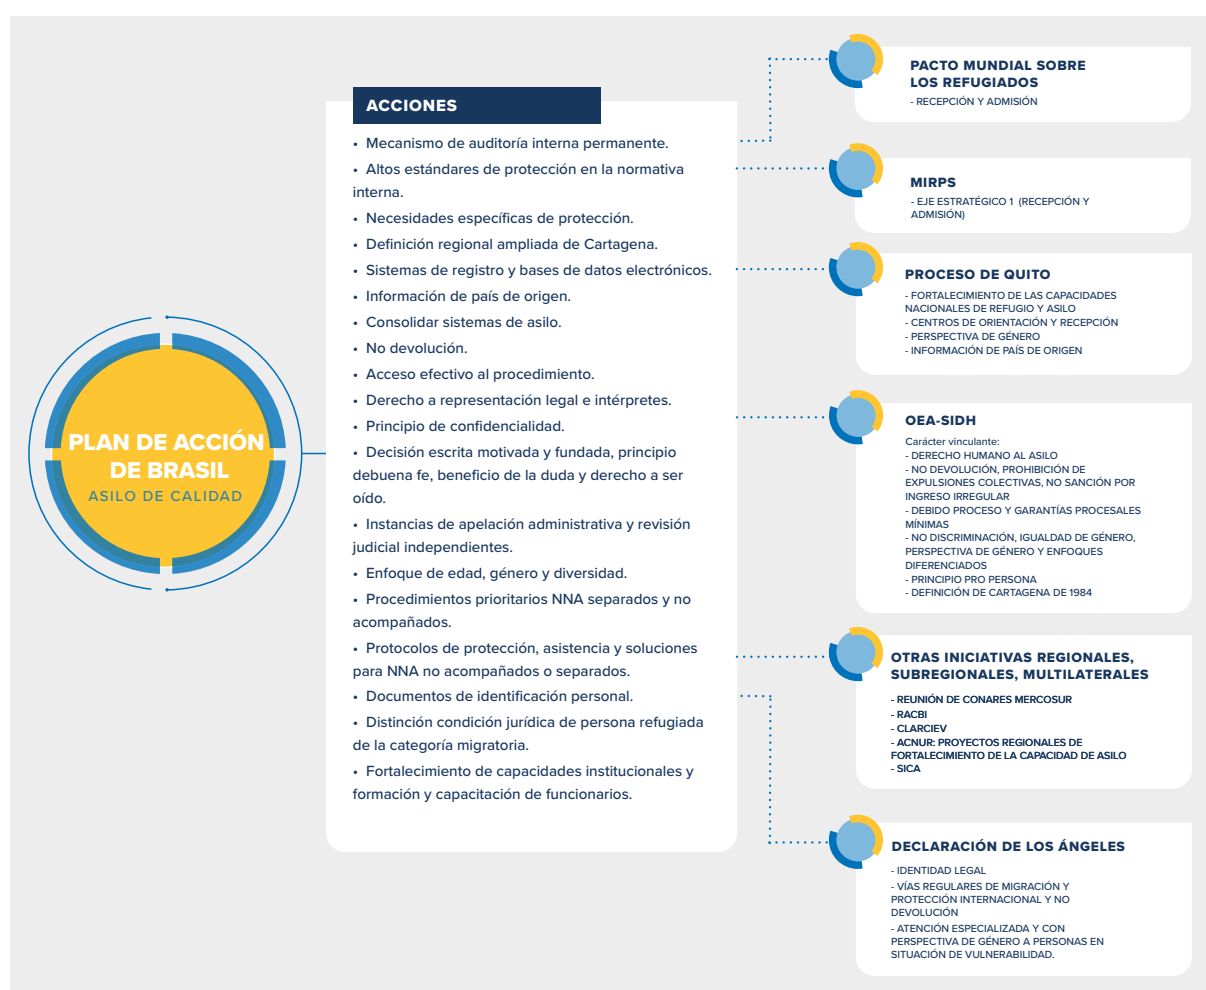 PLAN DE ACCIÓN
DE BRASIL
ASILO DE CALIDAD
ACCIONES
• Mecanismo de auditoría interna permanente.
• Altos estándares de protección en la normativa
interna.
• Necesidades específicas de protección.
• Definición regional ampliada de Cartagena.
• Sistemas de registro y bases de datos electrónicos.
• Información de país de origen.
• Consolidar sistemas de asilo.
• No devolución.
• Acceso efectivo al procedimiento.
• Derecho a representación legal e intérpretes.
• Principio de confidencialidad.
• Decisión escrita motivada y fundada, principio
debuena fe, beneficio de la duda y derecho a ser
oído.
• Instancias de apelación administrativa y revisión
judicial independientes.
• Enfoque de edad, género y diversidad.
• Procedimientos prioritarios NNA separados y no
acompañados.
• Protocolos de protección, asistencia y soluciones
para NNA no acompañados o separados.
• Documentos de identificación personal.
• Distinción condición jurídica de persona refugiada
de la categoría migratoria.
• Fortalecimiento de capacidades institucionales y
formación y capacitación de funcionarios.
PACTO MUNDIAL SOBRE
LOS REFUGIADOS
- RECEPCIÓN Y ADMISIÓN
MIRPS
- EJE ESTRATÉGICO 1 (RECEPCIÓN Y
ADMISIÓN)
PROCESO DE QUITO
- FORTALECIMIENTO DE LAS CAPACIDADES
NACIONALES DE REFUGIO Y ASILO
- CENTROS DE ORIENTACIÓN Y RECEPCIÓN
- PERSPECTIVA DE GÉNERO
- INFORMACIÓN DE PAÍS DE ORIGEN
OEA-SIDH
Carácter vinculante:
- DERECHO HUMANO AL ASILO
- NO DEVOLUCIÓN, PROHIBICIÓN DE
EXPULSIONES COLECTIVAS, NO SANCIÓN POR
INGRESO IRREGULAR
- DEBIDO PROCESO Y GARANTÍAS PROCESALES
MÍNIMAS
- NO DISCRIMINACIÓN, IGUALDAD DE GÉNERO,
PERSPECTIVA DE GÉNERO Y ENFOQUES
DIFERENCIADOS
- PRINCIPIO PRO PERSONA
- DEFINICIÓN DE CARTAGENA DE 1984
OTRAS INICIATIVAS REGIONALES,
SUBREGIONALES, MULTILATERALES
- REUNIÓN DE CONARES MERCOSUR
- RACBI
- CLARCIEV
- ACNUR: PROYECTOS REGIONALES DE
FORTALECIMIENTO DE LA CAPACIDAD DE ASILO
- SICA
DECLARACIÓN DE LOS ÁNGELES
- IDENTIDAD LEGAL
- VÍAS REGULARES DE MIGRACIÓN Y
PROTECCIÓN INTERNACIONAL Y NO
DEVOLUCIÓN
- ATENCIÓN ESPECIALIZADA Y CON
PERSPECTIVA DE GÉNERO A PERSONAS EN
SITUACIÓN DE VULNERABILIDAD.